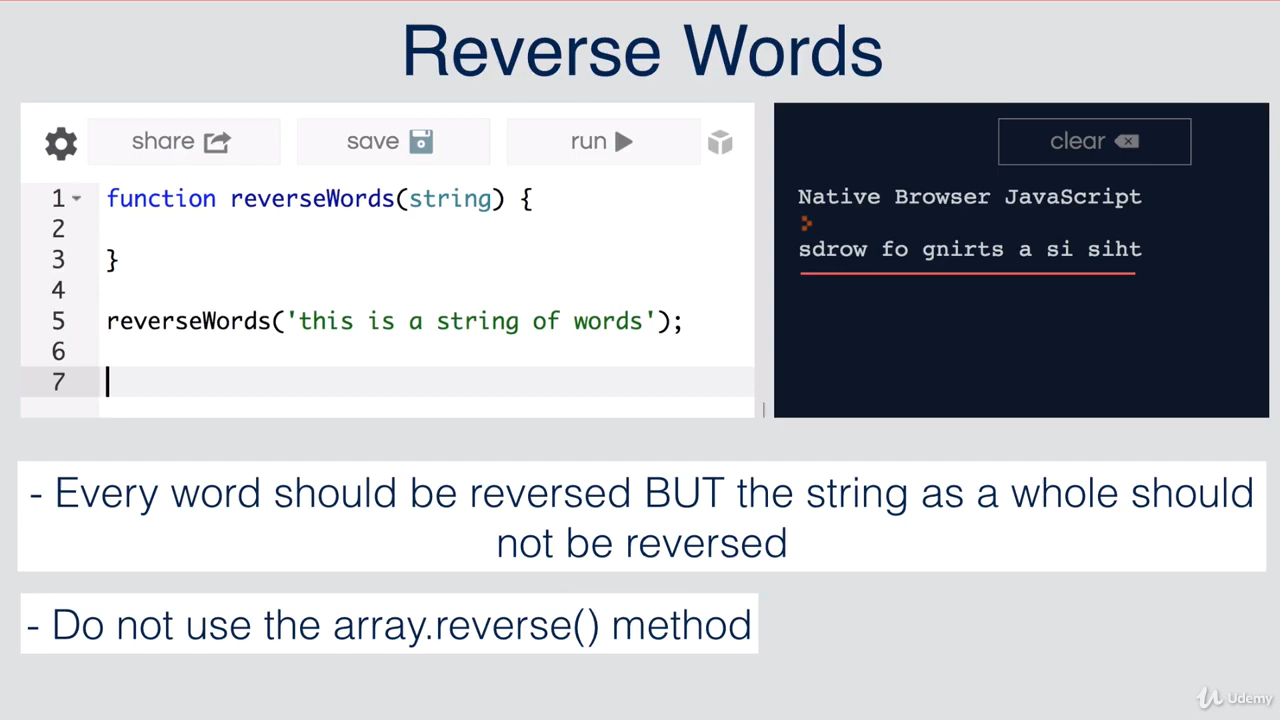 Reverse Words
share
save
run
clear
1 function reverseWords(string) {
2
3 }
4
5 reverseWords('this is a string of words');
6
7
Native Browser JavaScript
>
sdrow fo gnirts a si siht
- Every word should be reversed BUT the string as a whole should
not be reversed
- Do not use the array.reverse() method
Udemy